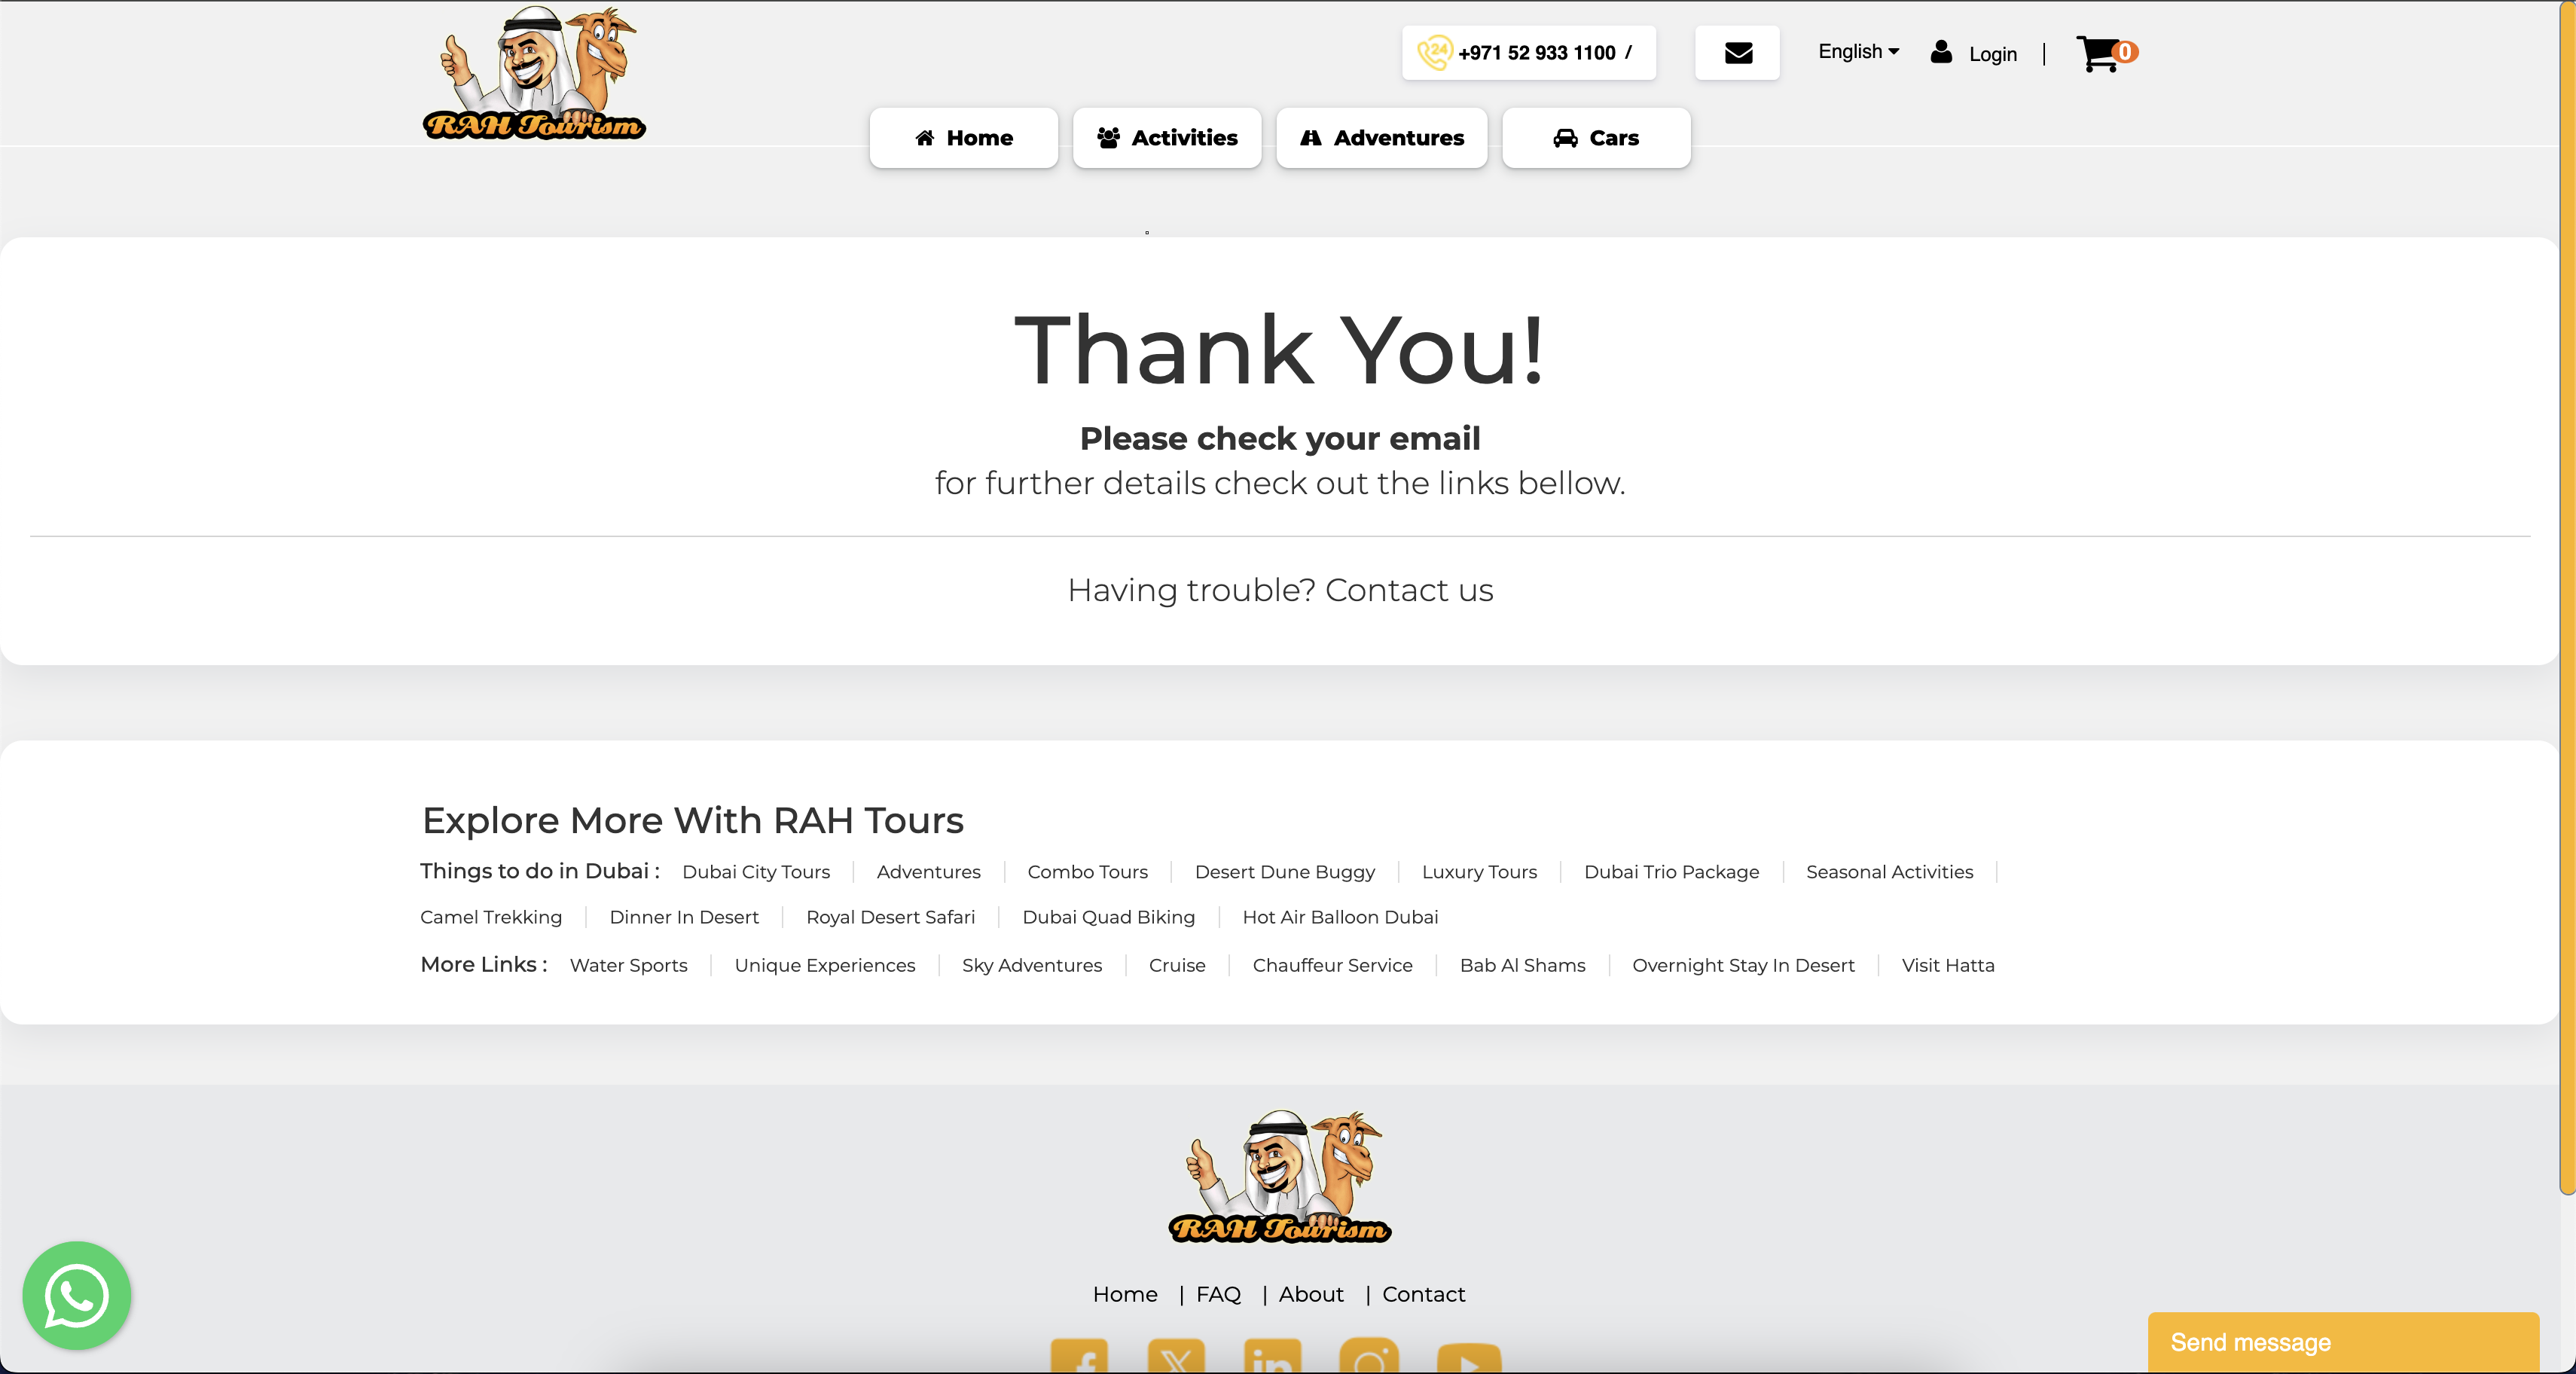 RAH Tourism
24
+971 52 933 1100 /
English
Login |
0
Home
Activities
Adventures
Cars
Thank You!
Please check your email
for further details check out the links bellow.
Having trouble? Contact us
Explore More With RAH Tours
Things to do in Dubai : Dubai City Tours Adventures Combo Tours Desert Dune Buggy Luxury Tours Dubai Trio Package Seasonal Activities
Camel Trekking Dinner In Desert Royal Desert Safari Dubai Quad Biking Hot Air Balloon Dubai
More Links : Water Sports Unique Experiences Sky Adventures Cruise Chauffeur Service Bab Al Shams Overnight Stay In Desert Visit Hatta
RAH Tourism
Home | FAQ | About | Contact
Send message